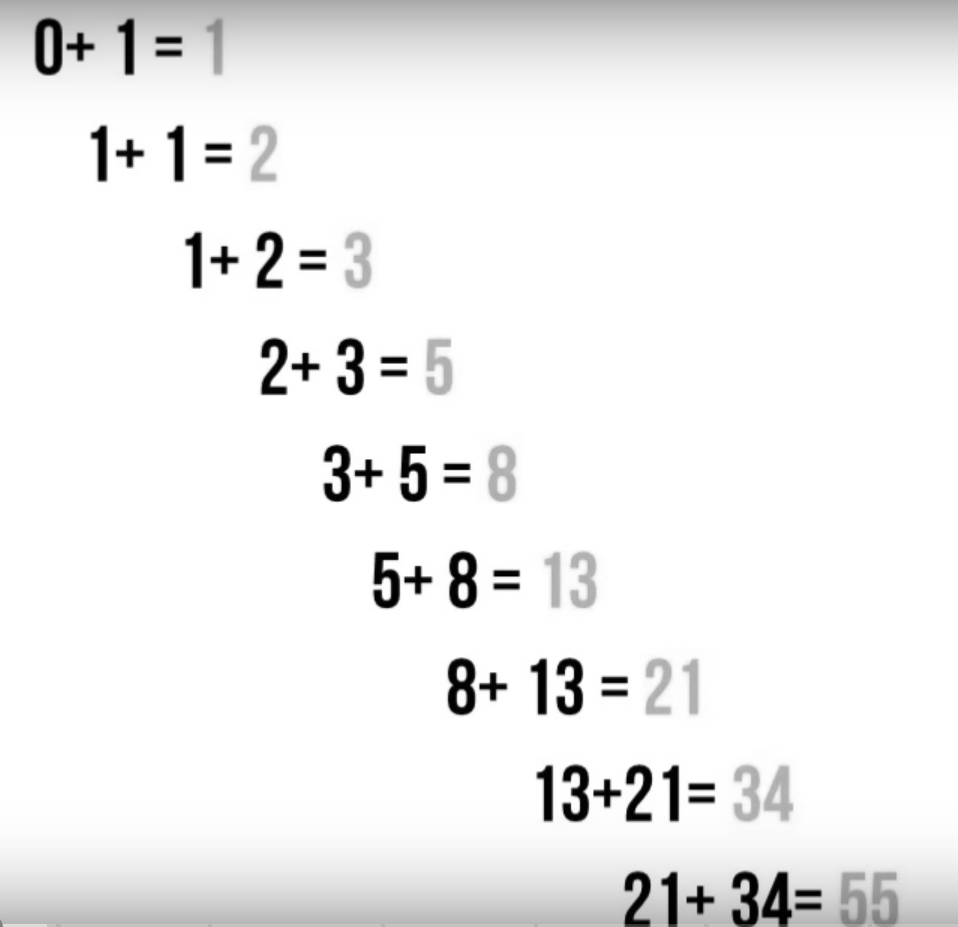 0+ 1 = 1
1+ 1 = 2
1+ 2 = 3
2+ 3 = 5
3+ 5 = 8
5+ 8 = 13
8+ 13 = 21
13+21= 34
21+ 34= 55